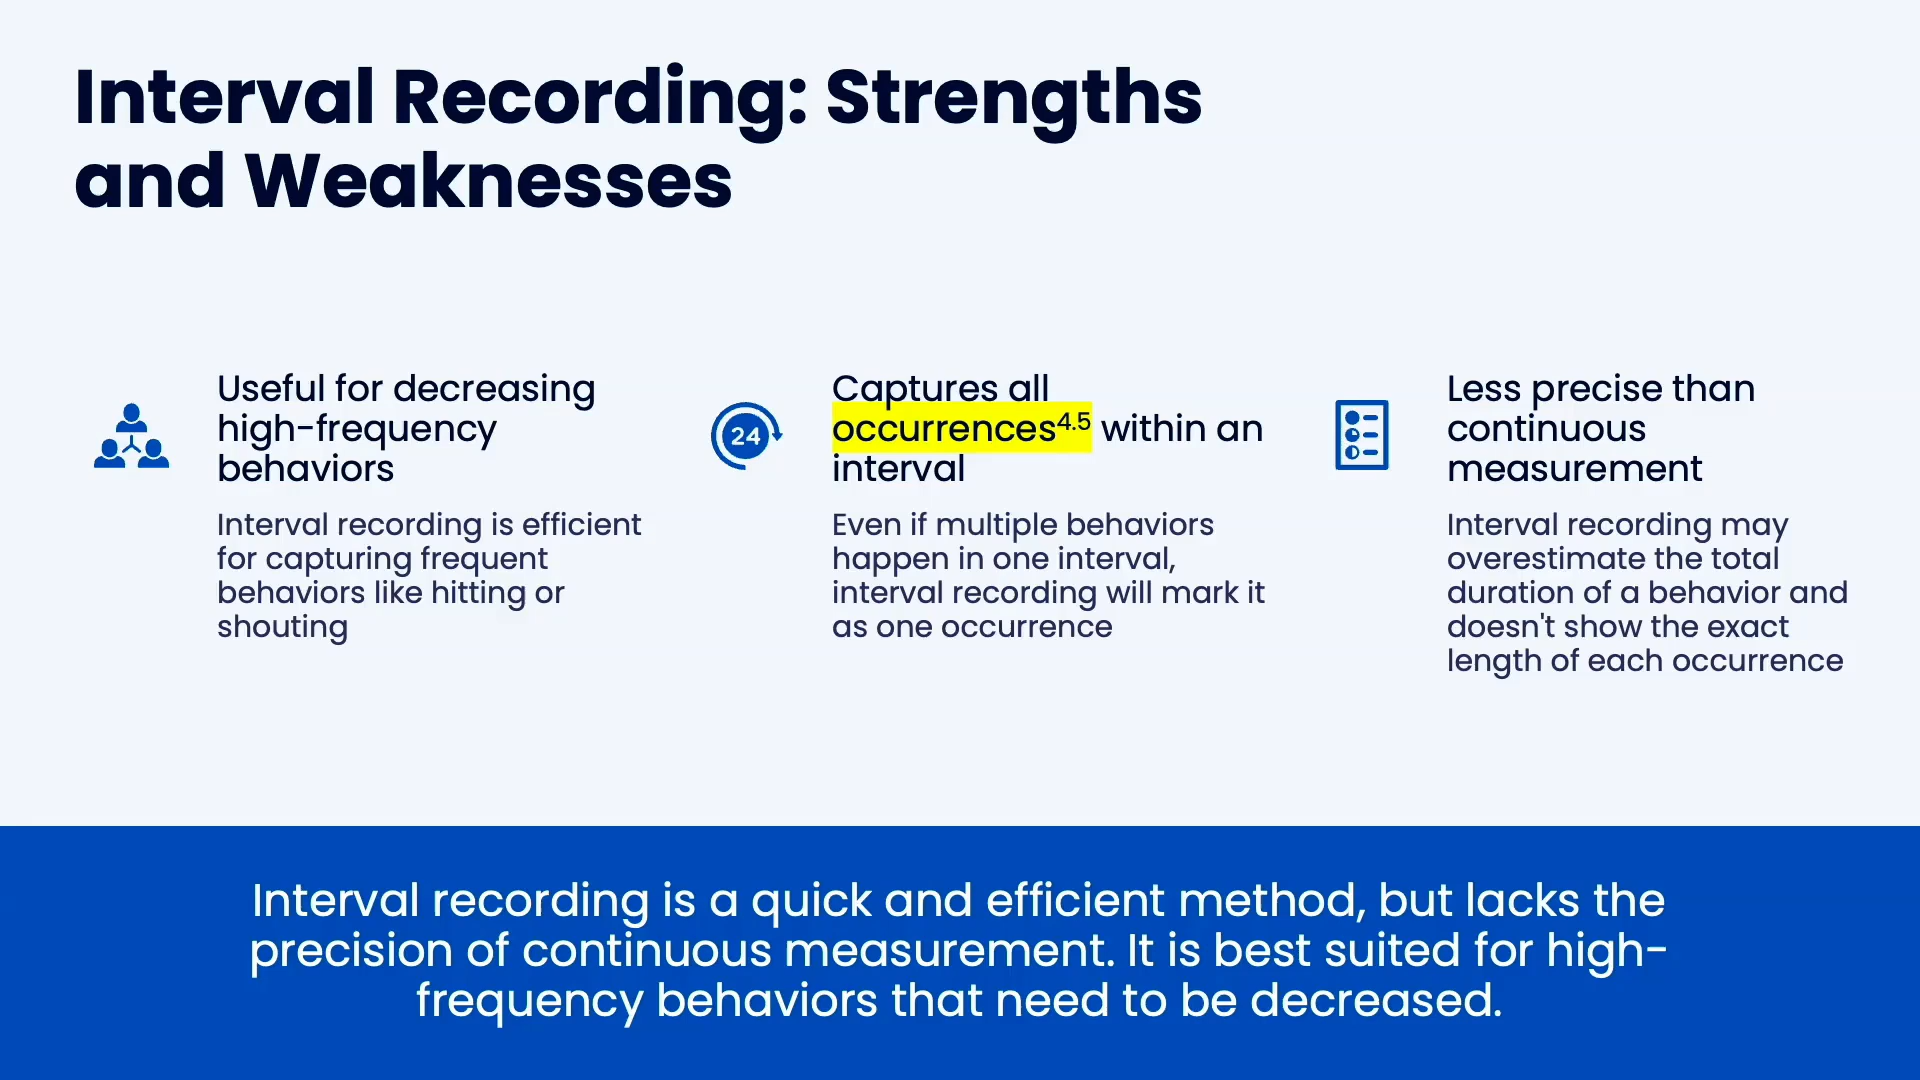 Interval Recording: Strengths
and Weaknesses
Useful for decreasing
high-frequency
behaviors
Interval recording is efficient
for capturing frequent
behaviors like hitting or
shouting
24
Captures all
occurrences4.5 within an
interval
Even if multiple behaviors
happen in one interval,
interval recording will mark it
as one occurrence
Less precise than
continuous
measurement
Interval recording may
overestimate the total
duration of a behavior and
doesn't show the exact
length of each occurrence
Interval recording is a quick and efficient method, but lacks the
precision of continuous measurement. It is best suited for high-
frequency behaviors that need to be decreased.